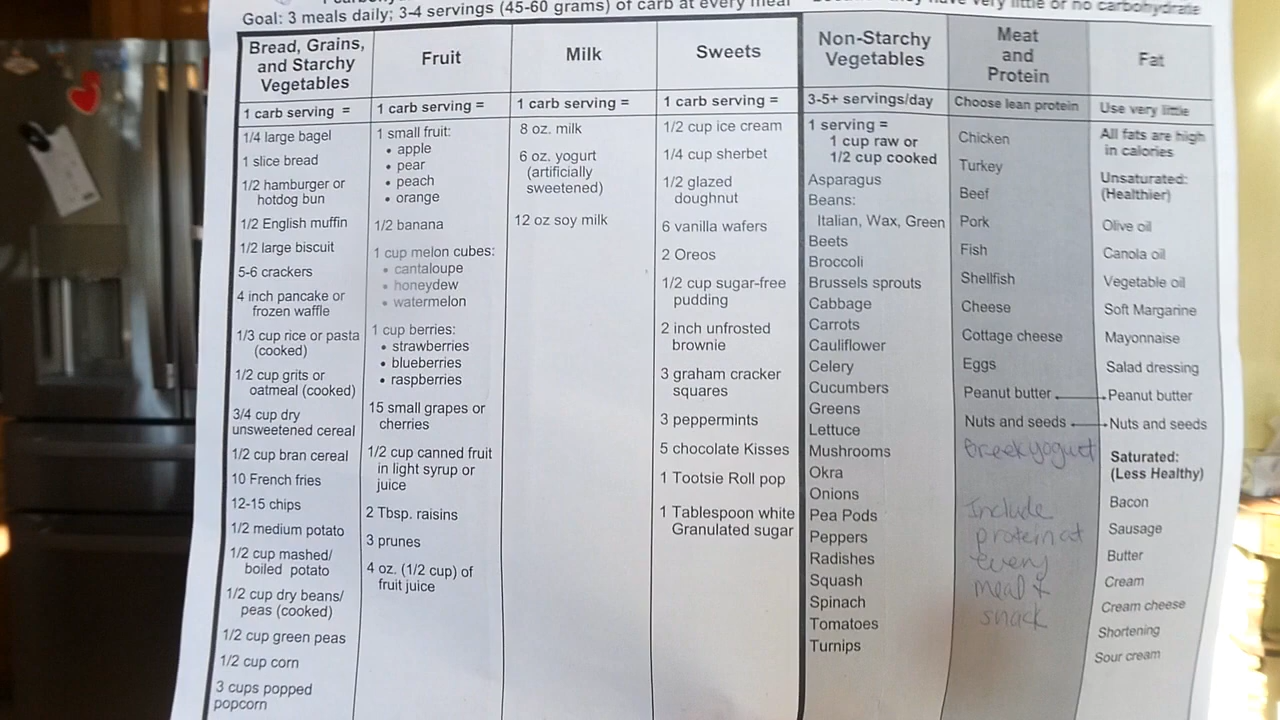 Goal: 3 meals daily; 3-4 servings (45-60 grams) of carb at every meal
they have very little or no carbohydrate
Bread, Grains,
and Starchy
Vegetables
1 carb serving =
1/4 large bagel
1 slice bread
1/2 hamburger or
hotdog bun
1/2 English muffin
1/2 large biscuit
5-6 crackers
4 inch pancake or
frozen waffle
1/3 cup rice or pasta
(cooked)
1/2 cup grits or
oatmeal (cooked)
3/4 cup dry
unsweetened cereal
1/2 cup bran cereal
10 French fries
12-15 chips
1/2 medium potato
1/2 cup mashed/
boiled potato
1/2 cup dry beans/
peas (cooked)
1/2 cup green peas
1/2 cup corn
3 cups popped
popcorn
Fruit
1 carb serving =
1 small fruit:
• apple
• pear
• peach
• orange
1/2 banana
1 cup melon cubes:
• cantaloupe
• honeydew
• watermelon
1 cup berries:
• strawberries
• blueberries
• raspberries
15 small grapes or
cherries
1/2 cup canned fruit
in light syrup or
juice
2 Tbsp. raisins
3 prunes
4 oz. (1/2 cup) of
fruit juice
Milk
1 carb serving =
8 oz. milk
6 oz. yogurt
(artificially
sweetened)
12 oz soy milk
Sweets
1 carb serving =
1/2 cup ice cream
1/4 cup sherbet
1/2 glazed
doughnut
6 vanilla wafers
2 Oreos
1/2 cup sugar-free
pudding
2 inch unfrosted
brownie
3 graham cracker
squares
3 peppermints
5 chocolate Kisses
1 Tootsie Roll pop
1 Tablespoon white
Granulated sugar
Non-Starchy
Vegetables
3-5+ servings/day
1 serving =
1 cup raw or
1/2 cup cooked
Asparagus
Beans:
Italian, Wax, Green
Beets
Broccoli
Brussels sprouts
Cabbage
Carrots
Cauliflower
Celery
Cucumbers
Greens
Lettuce
Mushrooms
Okra
Onions
Pea Pods
Peppers
Radishes
Squash
Spinach
Tomatoes
Turnips
Meat
and
Protein
Choose lean protein
Chicken
Turkey
Beef
Pork
Fish
Shellfish
Cheese
Cottage cheese
Eggs
Peanut butter
Nuts and seeds
Greek yogurt
Include
protein at
every
meal &
snack
Fat
Use very little
All fats are high
in calories
Unsaturated:
(Healthier)
Olive oil
Canola oil
Vegetable oil
Soft Margarine
Mayonnaise
Salad dressing
Peanut butter
Nuts and seeds
Saturated:
(Less Healthy)
Bacon
Sausage
Butter
Cream
Cream cheese
Shortening
Sour cream